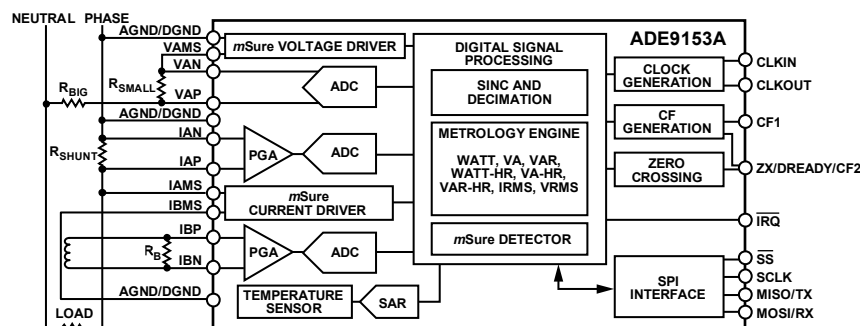 NEUTRAL PHASE
AGND/DGND
VAMS
VAN
RBIG
RSMALL
VAP
AGND/DGND
IAN
RSHUNT
IAP
IAMS
IBMS
IBP
RB
IBN
AGND/DGND
LOAD
mSure VOLTAGE DRIVER
ADC
PGA
ADC
mSure
CURRENT DRIVER
PGA
ADC
TEMPERATURE
SENSOR
SAR
DIGITAL SIGNAL
PROCESSING
SINC AND
DECIMATION
METROLOGY ENGINE
WATT, VA, VAR,
WATT-HR, VA-HR,
VAR-HR, IRMS, VRMS
mSure DETECTOR
ADE9153A
CLOCK
GENERATION
CF
GENERATION
ZERO
CROSSING
SPI
INTERFACE
CLKIN
CLKOUT
CF1
ZX/DREADY/CF2
IRQ
SS
SCLK
MISO/TX
MOSI/RX